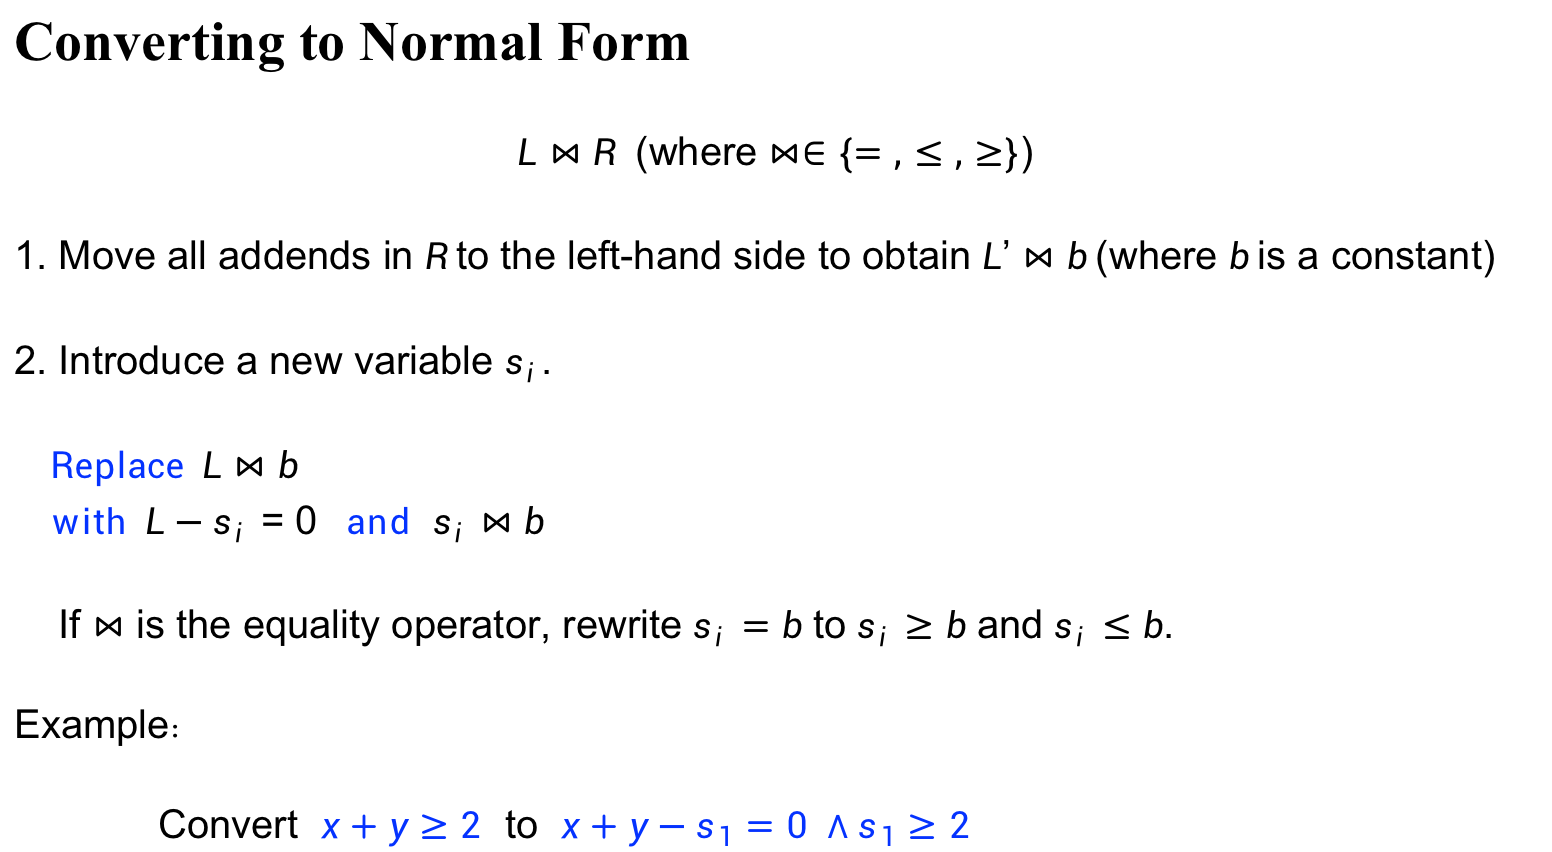 Converting to Normal Form
L ⋈ R (where ⋈∈ {= , ≤ , ≥})
1. Move all addends in R to the left-hand side to obtain L’ ⋈ b (where b is a constant)
2. Introduce a new variable sᵢ .
Replace L ⋈ b
with L − sᵢ = 0 and sᵢ ⋈ b
If ⋈ is the equality operator, rewrite sᵢ = b to sᵢ ≥ b and sᵢ ≤ b.
Example:
Convert x + y ≥ 2 to x + y − s₁ = 0 ∧ s₁ ≥ 2